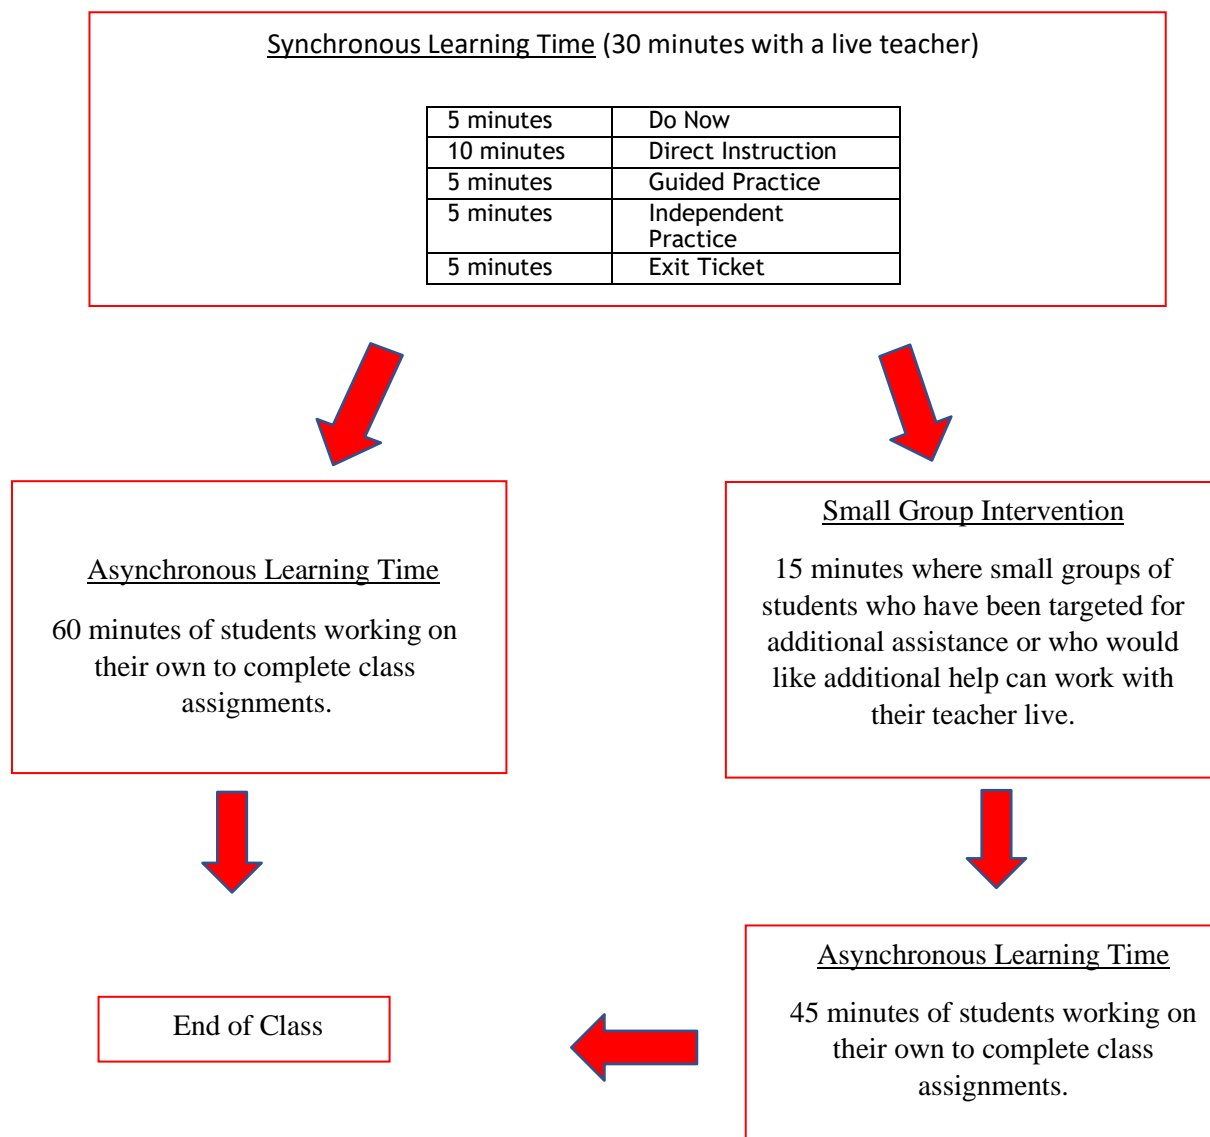 Synchronous Learning Time (30 minutes with a live teacher)
5 minutes Do Now
10 minutes Direct Instruction
5 minutes Guided Practice
5 minutes Independent
Practice
5 minutes Exit Ticket
Asynchronous Learning Time
60 minutes of students working on
their own to complete class
assignments.
Small Group Intervention
15 minutes where small groups of
students who have been targeted for
additional assistance or who would
like additional help can work with
their teacher live.
End of Class
Asynchronous Learning Time
45 minutes of students working on
their own to complete class
assignments.